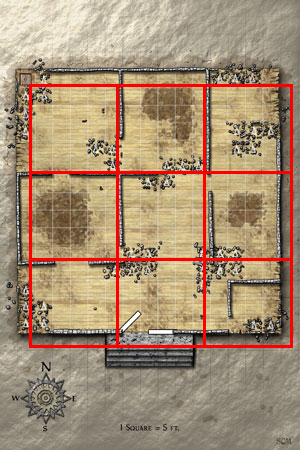 N
W E
S
1 Square = 5 ft.
SCM